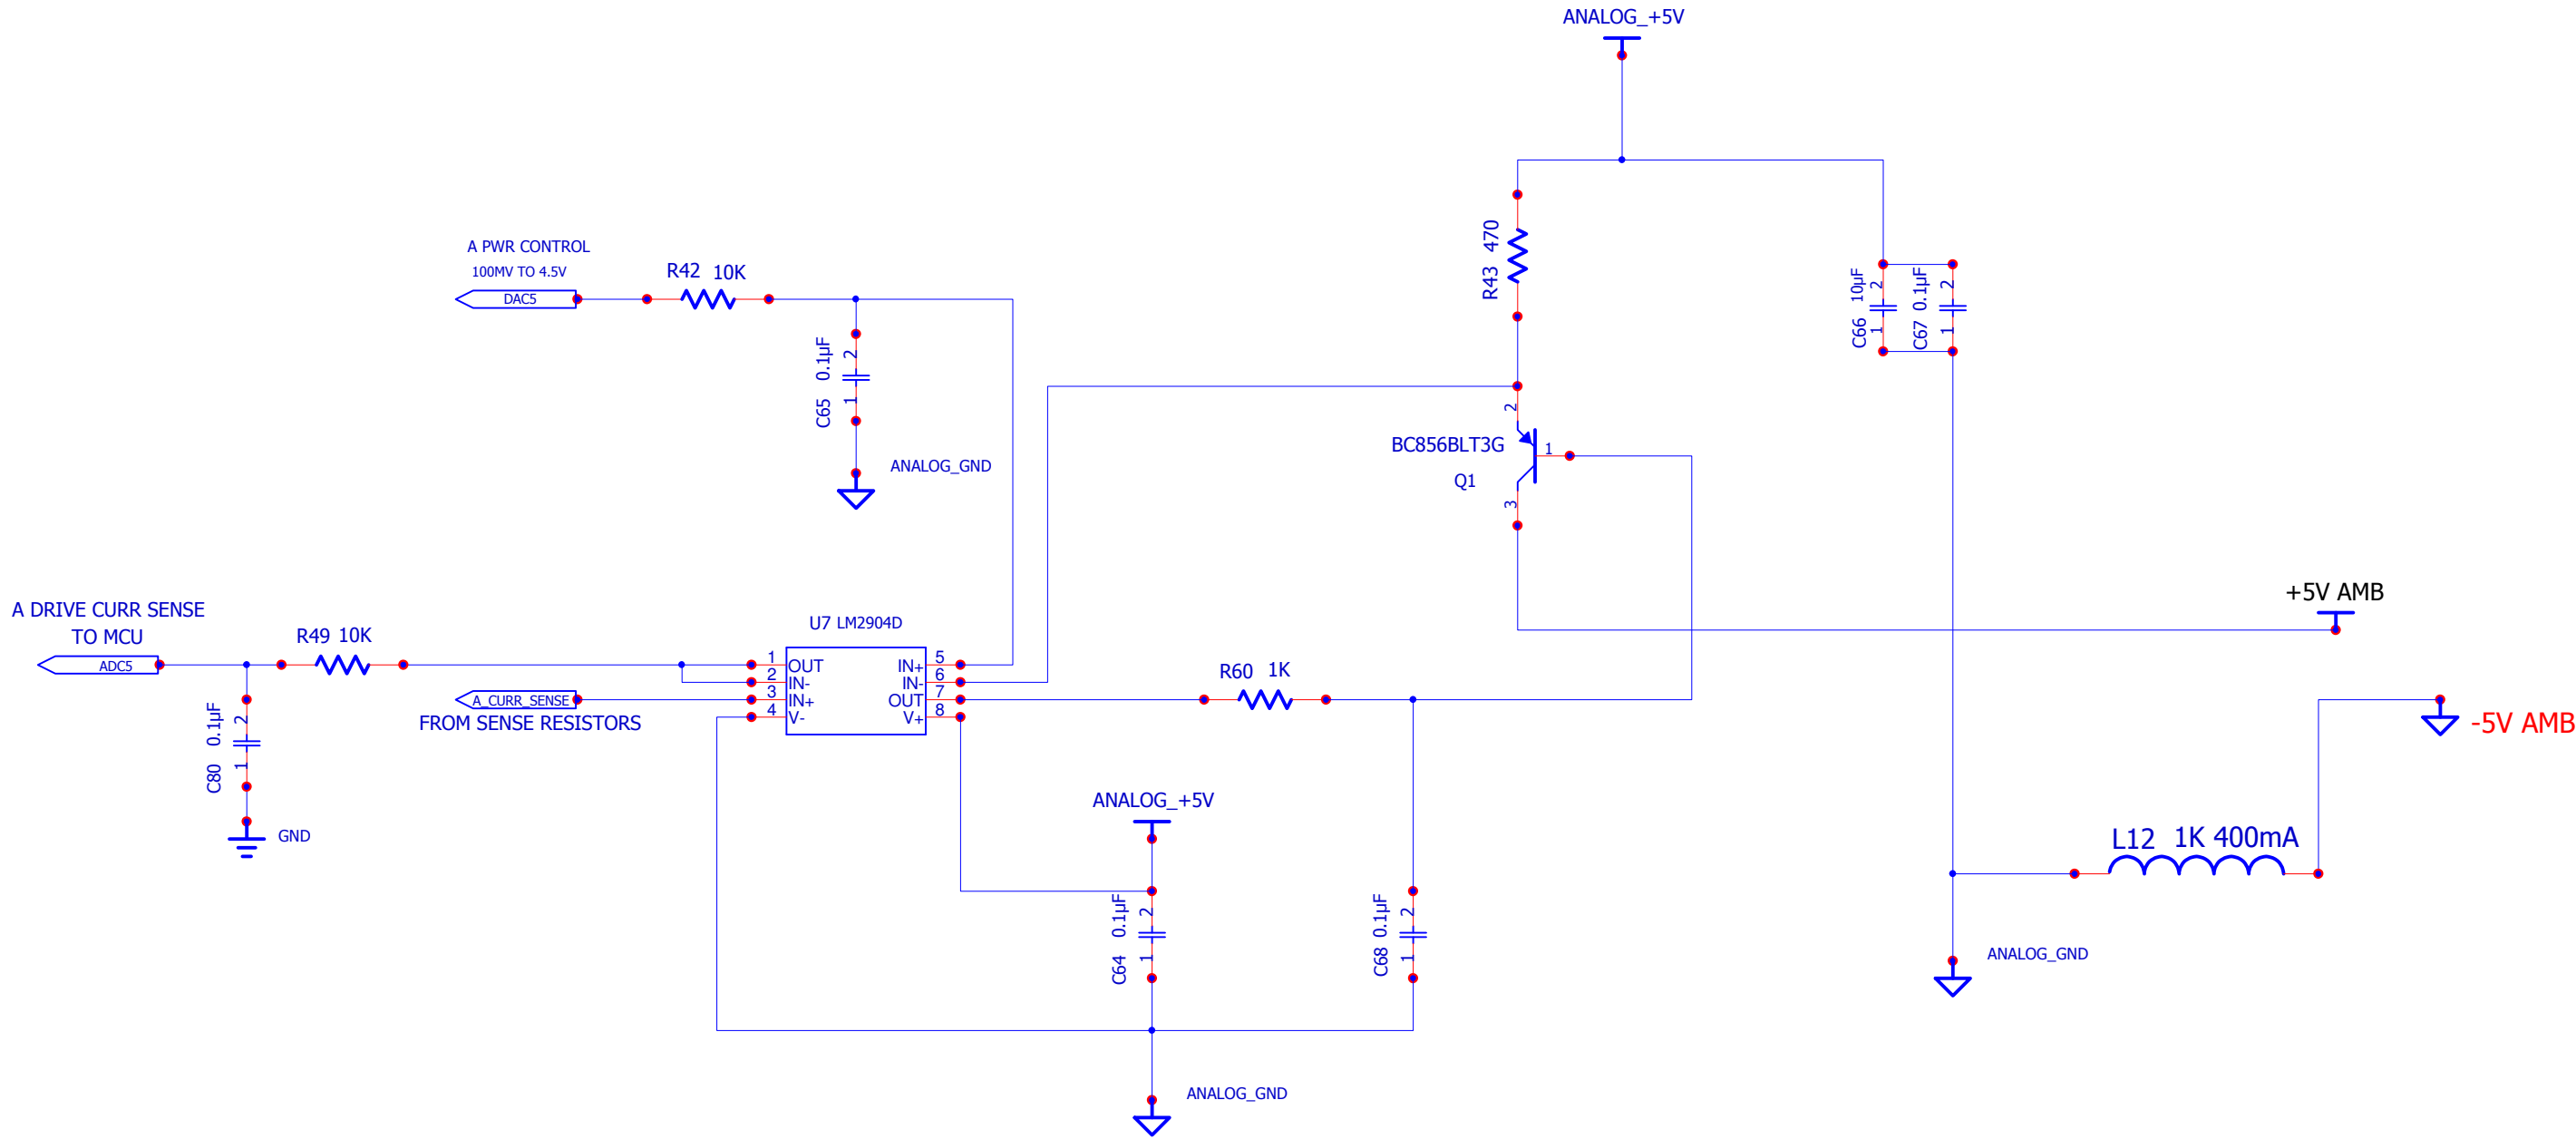 ANALOG_+5V
R43 470
C66 10µF
2
1
C67 0.1µF
2
1
A PWR CONTROL
100MV TO 4.5V
DAC5
R42 10K
C65 0.1µF
2
1
ANALOG_GND
2
BC856BLT3G
1
Q1
3
+5V AMB
A DRIVE CURR SENSE
TO MCU
ADC5
R49 10K
U7 LM2904D
1 OUT IN+ 5
2 IN- IN- 6
3 IN+ OUT 7
4 V- V+ 8
A_CURR_SENSE
FROM SENSE RESISTORS
R60 1K
-5V AMB
C80 0.1µF
2
1
GND
ANALOG_+5V
L12 1K 400mA
C64 0.1µF
2
1
C68 0.1µF
2
1
ANALOG_GND
ANALOG_GND